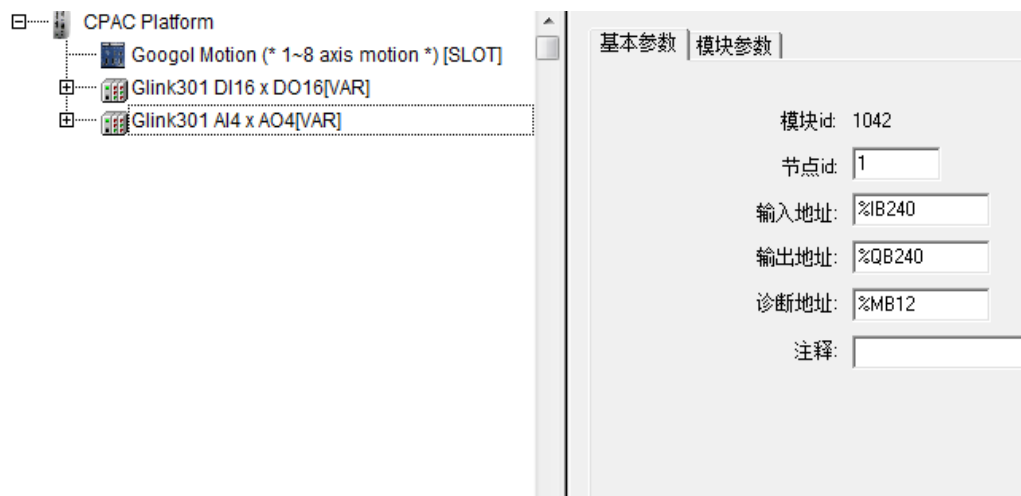 CPAC Platform
Googol Motion (* 1~8 axis motion *) [SLOT]
Glink301 DI16 x DO16[VAR]
Glink301 AI4 x AO4[VAR]
基本参数 模块参数
模块id: 1042
节点id: 1
输入地址: %IB240
输出地址: %QB240
诊断地址: %MB12
注释: